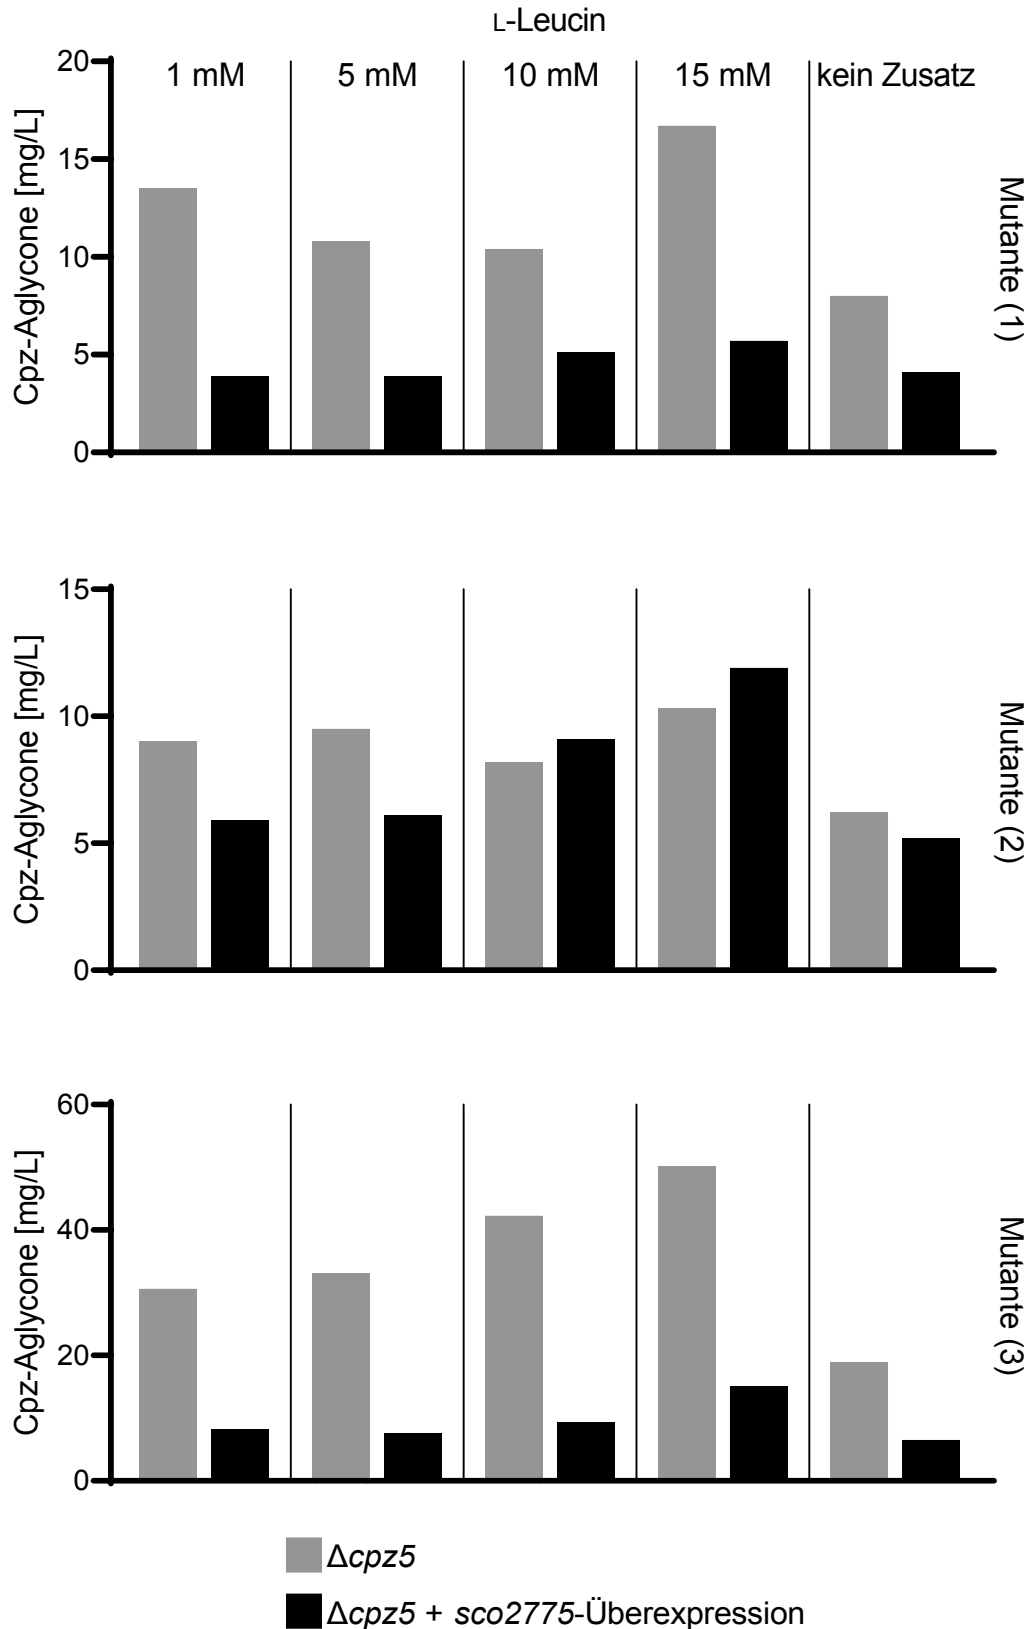 L-Leucin
1 mM 5 mM 10 mM 15 mM kein Zusatz
20
15
10
5
0
Cpz-Aglycone [mg/L]
Mutante (1)
15
10
5
0
Cpz-Aglycone [mg/L]
Mutante (2)
60
40
20
0
Cpz-Aglycone [mg/L]
Mutante (3)
Δcpz5
Δcpz5 + sco2775-Überexpression